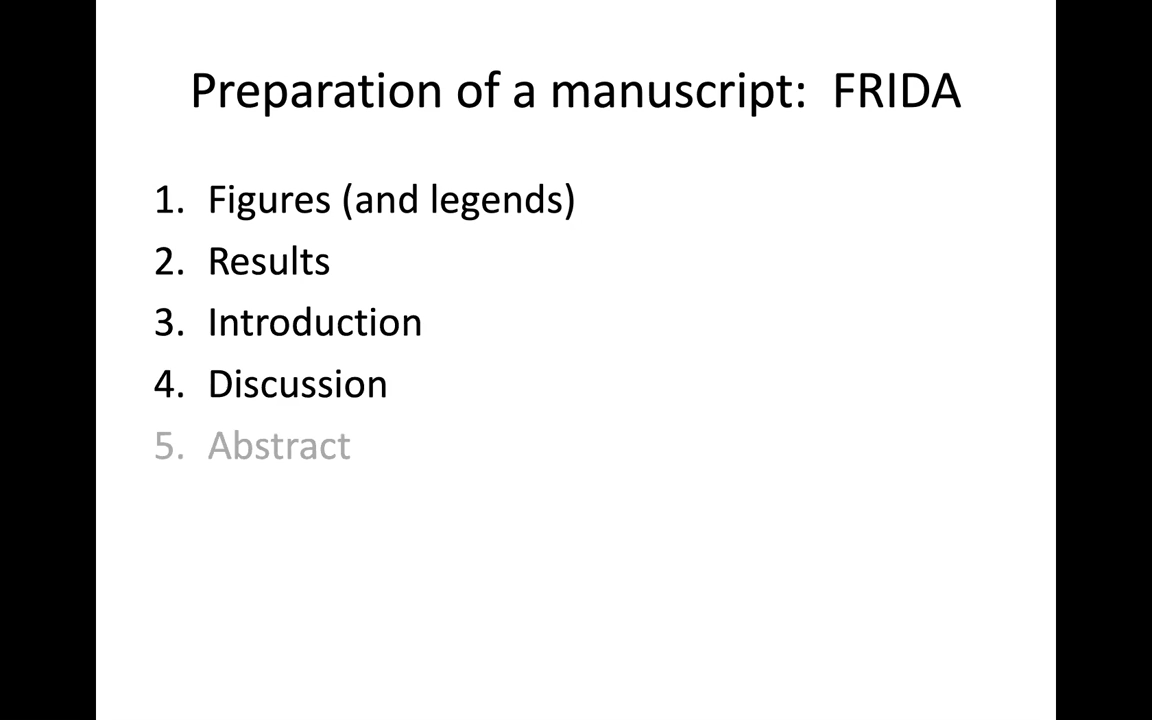 Preparation of a manuscript:  FRIDA
1. Figures (and legends)
2. Results
3. Introduction
4. Discussion
5. Abstract